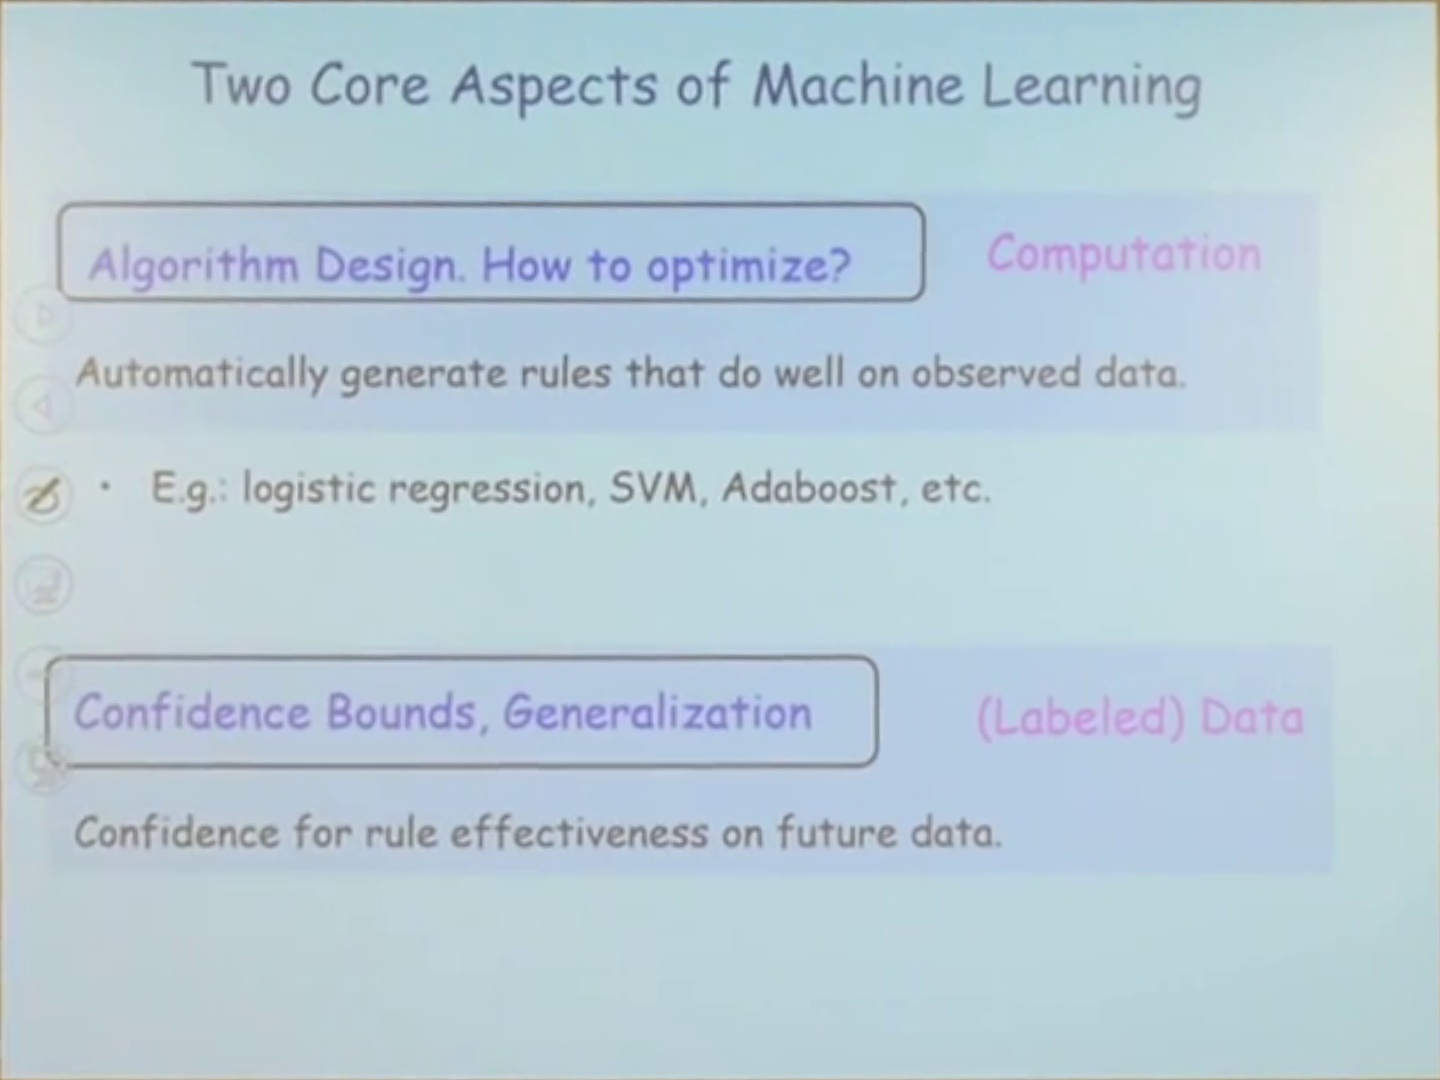 Two Core Aspects of Machine Learning
Algorithm Design. How to optimize?
Computation
Automatically generate rules that do well on observed data.
• E.g.: logistic regression, SVM, Adaboost, etc.
Confidence Bounds, Generalization
(Labeled) Data
Confidence for rule effectiveness on future data.